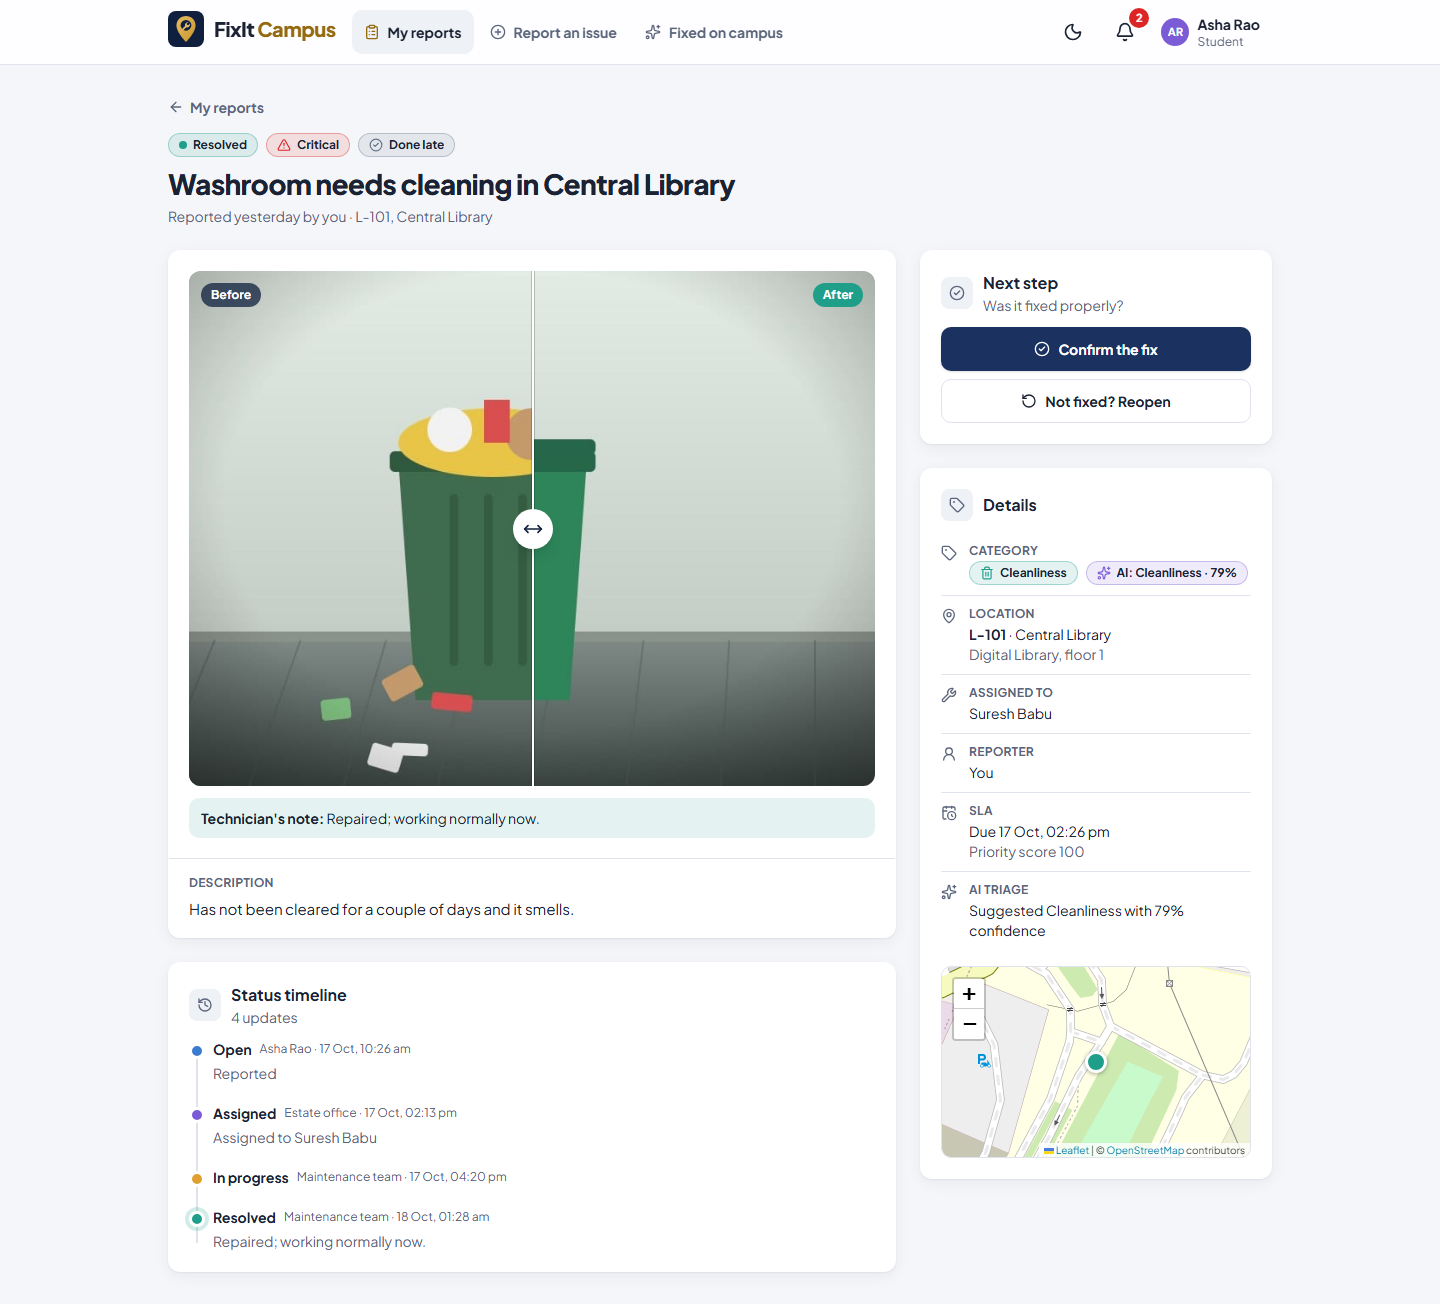 FixIt Campus
My reports
Report an issue
Fixed on campus
2
AR
Asha Rao
Student
My reports
Resolved
Critical
Done late
Washroom needs cleaning in Central Library
Reported yesterday by you · L-101, Central Library
Before
After
Technician's note: Repaired; working normally now.
DESCRIPTION
Has not been cleared for a couple of days and it smells.
Status timeline
4 updates
Open Asha Rao · 17 Oct, 10:26 am
Reported
Assigned Estate office · 17 Oct, 02:13 pm
Assigned to Suresh Babu
In progress Maintenance team · 17 Oct, 04:20 pm
Resolved Maintenance team · 18 Oct, 01:28 am
Repaired; working normally now.
Next step
Was it fixed properly?
Confirm the fix
Not fixed? Reopen
Details
CATEGORY
Cleanliness
AI: Cleanliness · 79%
LOCATION
L-101 · Central Library
Digital Library, floor 1
ASSIGNED TO
Suresh Babu
REPORTER
You
SLA
Due 17 Oct, 02:26 pm
Priority score 100
AI TRIAGE
Suggested Cleanliness with 79%
confidence
+
−
P
Leaflet | © OpenStreetMap contributors